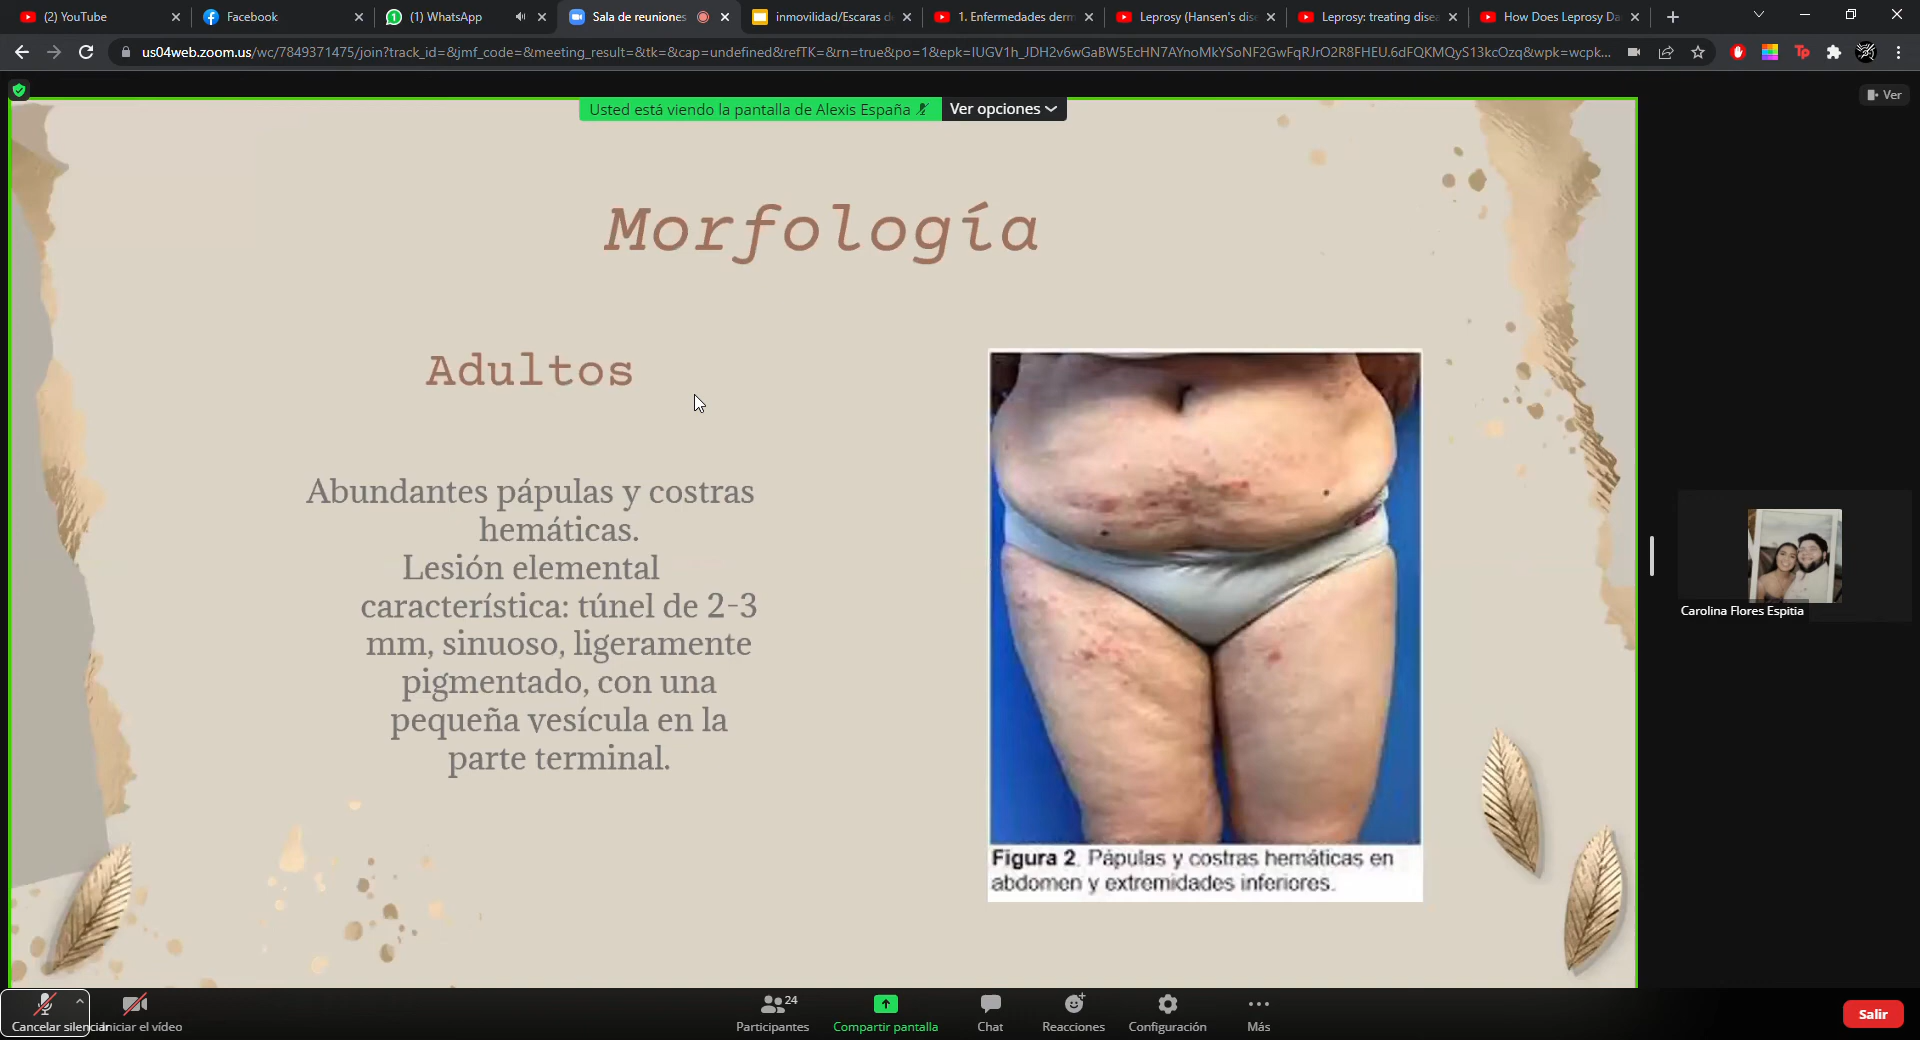 (2) YouTube
Facebook
(1) WhatsApp
Sala de reuniones
inmovilidad/Escaras d
1. Enfermedades derm
Leprosy (Hansen's dis
Leprosy: treating disea
How Does Leprosy Da
us04web.zoom.us/wc/7849371475/join?track_id=&jmf_code=&meeting_result=&tk=&cap=undefined&refTK=&rn=true&po=1&epk=IUGV1h_JDH2v6wGaBW5EcHN7AYnoMkYSoNF2GwFqRJrO2R8FHEU.6dFQKMQyS13kcOzq&wpk=wcpk...
Usted está viendo la pantalla de Alexis España
Ver opciones
Ver
Morfología
Adultos
Abundantes pápulas y costras
hemáticas.
Lesión elemental
característica: túnel de 2-3
mm, sinuoso, ligeramente
pigmentado, con una
pequeña vesícula en la
parte terminal.
Figura 2. Pápulas y costras hemáticas en
abdomen y extremidades inferiores.
Carolina Flores Espitia
Cancelar silenciar
Iniciar el vídeo
24
Participantes
Compartir pantalla
Chat
Reacciones
Configuración
Más
Salir